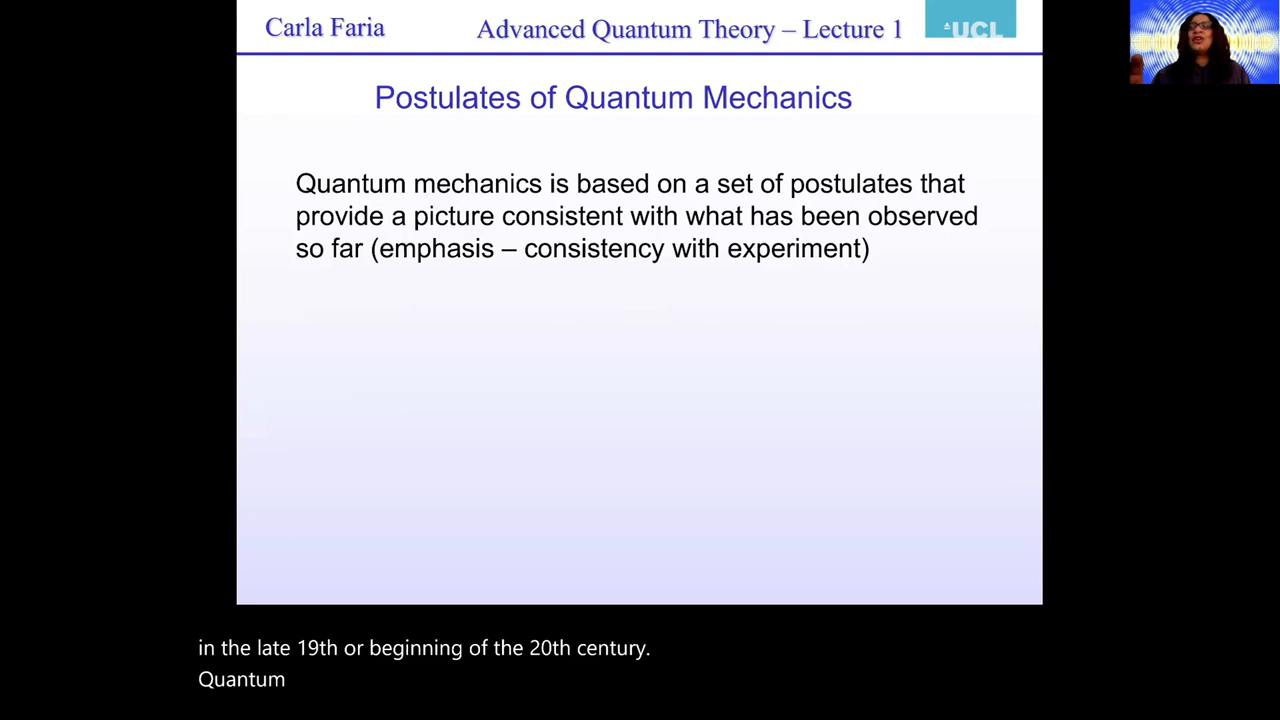 Carla Faria
Advanced Quantum Theory – Lecture 1
UCL
Postulates of Quantum Mechanics
Quantum mechanics is based on a set of postulates that
provide a picture consistent with what has been observed
so far (emphasis – consistency with experiment)
in the late 19th or beginning of the 20th century.
Quantum